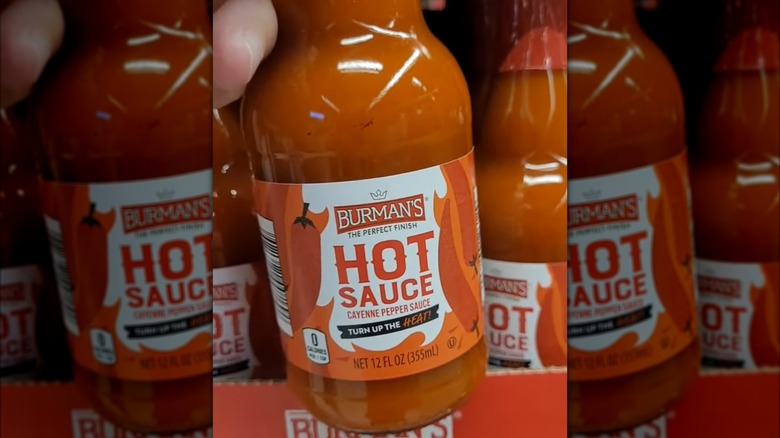 BURMAN'S
THE PERFECT FINISH
HOT
SAUCE
CAYENNE PEPPER SAUCE
TURN UP THE HEAT!
0
CALORIES
NET 12 FL OZ (355mL)
BURMAN'S